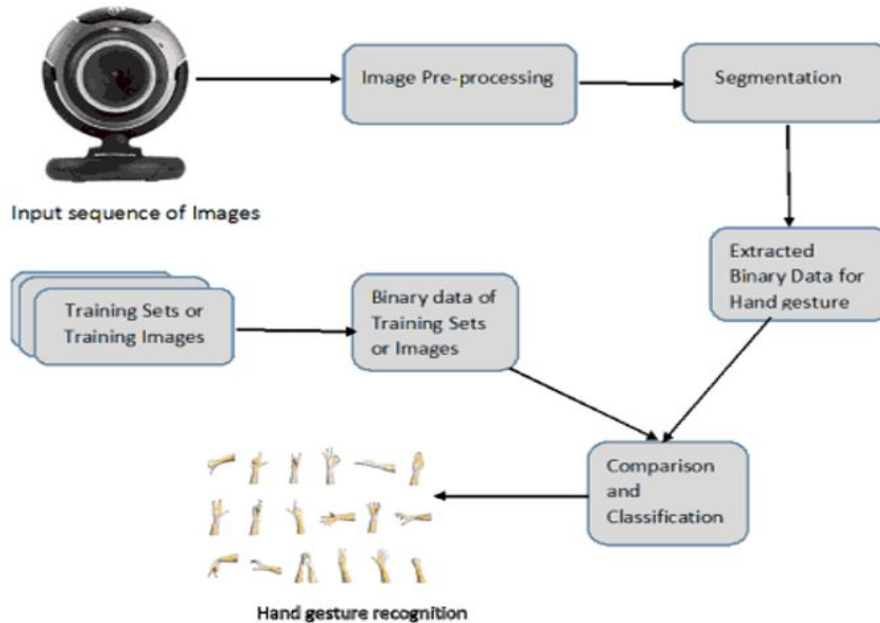 Image Pre-processing
Segmentation
Input sequence of Images
Extracted
Binary Data for
Hand gesture
Training Sets or
Training Images
Binary data of
Training Sets
or Images
Comparison
and
Classification
Hand gesture recognition